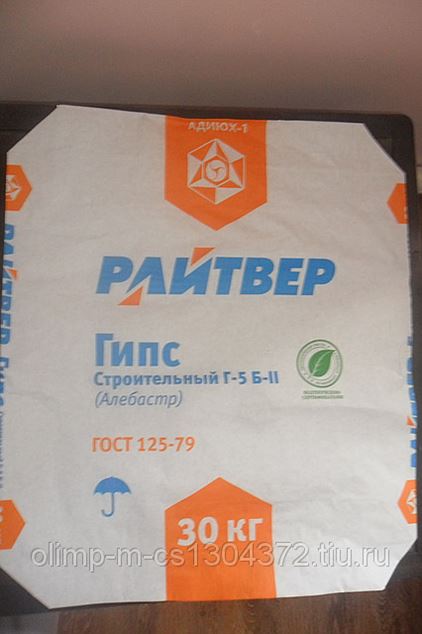 АДИЮХ-1
РАЙТВЕР
Гипс
Строительный Г-5 Б-II
(Алебастр)
ГОСТ 125-79
30 КГ
olimp-m-cs1304372.tiu.ru